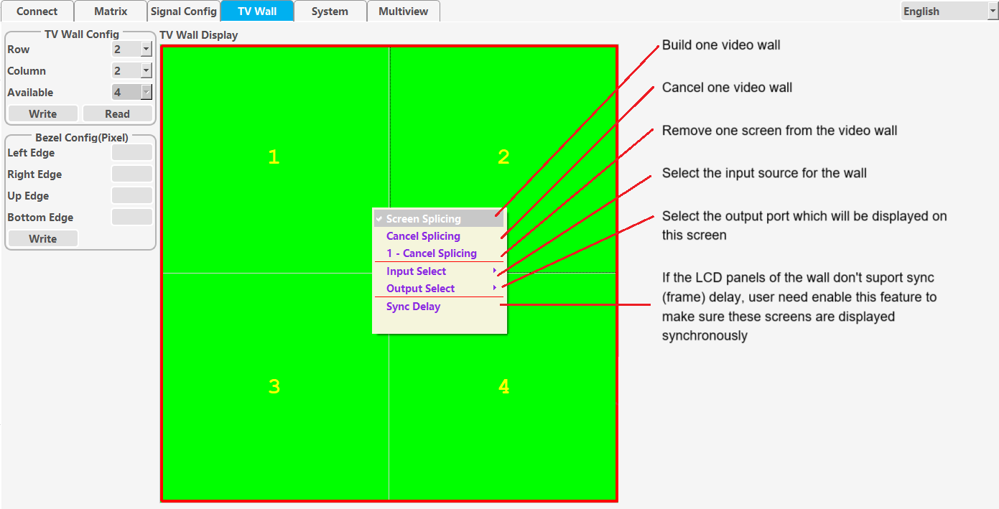 Connect Matrix Signal Config TV Wall System Multiview English
TV Wall Config
Row 2
Column 2
Available 4
Write Read
Bezel Config(Pixel)
Left Edge
Right Edge
Up Edge
Bottom Edge
Write
TV Wall Display
1 2
3 4
Screen Splicing
Cancel Splicing
1 - Cancel Splicing
Input Select
Output Select
Sync Delay
Build one video wall
Cancel one video wall
Remove one screen from the video wall
Select the input source for the wall
Select the output port which will be displayed on
this screen
If the LCD panels of the wall don't suport sync
(frame) delay, user need enable this feature to
make sure these screens are displayed
synchronously